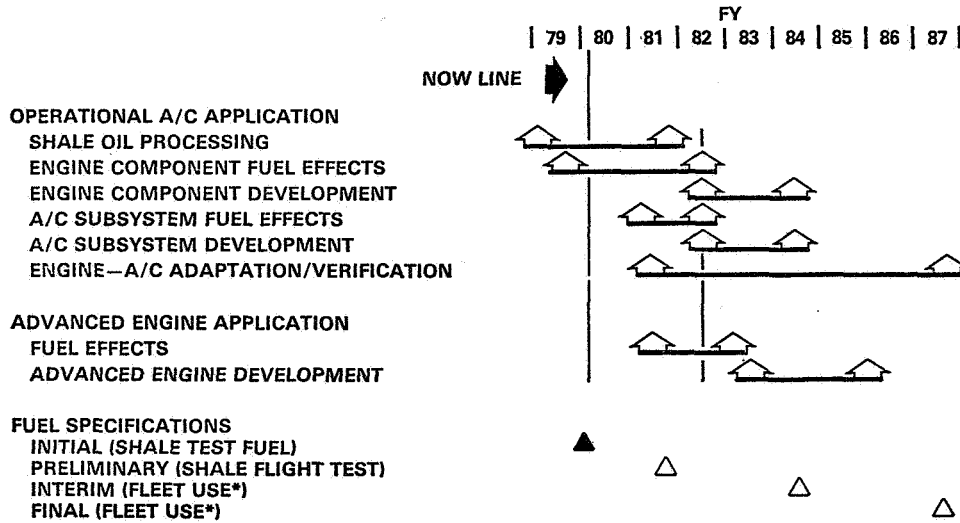 FY
| 79 | 80 | 81 | 82 | 83 | 84 | 85 | 86 | 87 |
NOW LINE
OPERATIONAL A/C APPLICATION
SHALE OIL PROCESSING
ENGINE COMPONENT FUEL EFFECTS
ENGINE COMPONENT DEVELOPMENT
A/C SUBSYSTEM FUEL EFFECTS
A/C SUBSYSTEM DEVELOPMENT
ENGINE—A/C ADAPTATION/VERIFICATION
ADVANCED ENGINE APPLICATION
FUEL EFFECTS
ADVANCED ENGINE DEVELOPMENT
FUEL SPECIFICATIONS
INITIAL (SHALE TEST FUEL)
PRELIMINARY (SHALE FLIGHT TEST)
INTERIM (FLEET USE*)
FINAL (FLEET USE*)